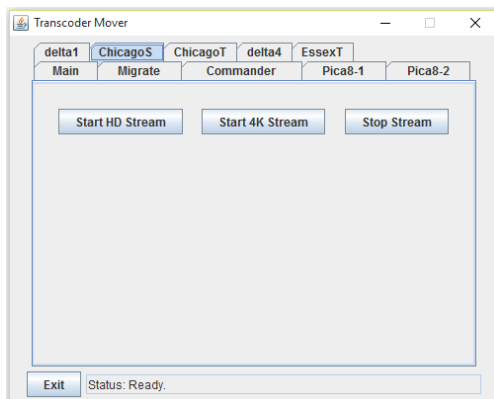 Transcoder Mover
delta1 ChicagoS ChicagoT delta4 EssexT
Main Migrate Commander Pica8-1 Pica8-2
Start HD Stream Start 4K Stream Stop Stream
Exit Status: Ready.